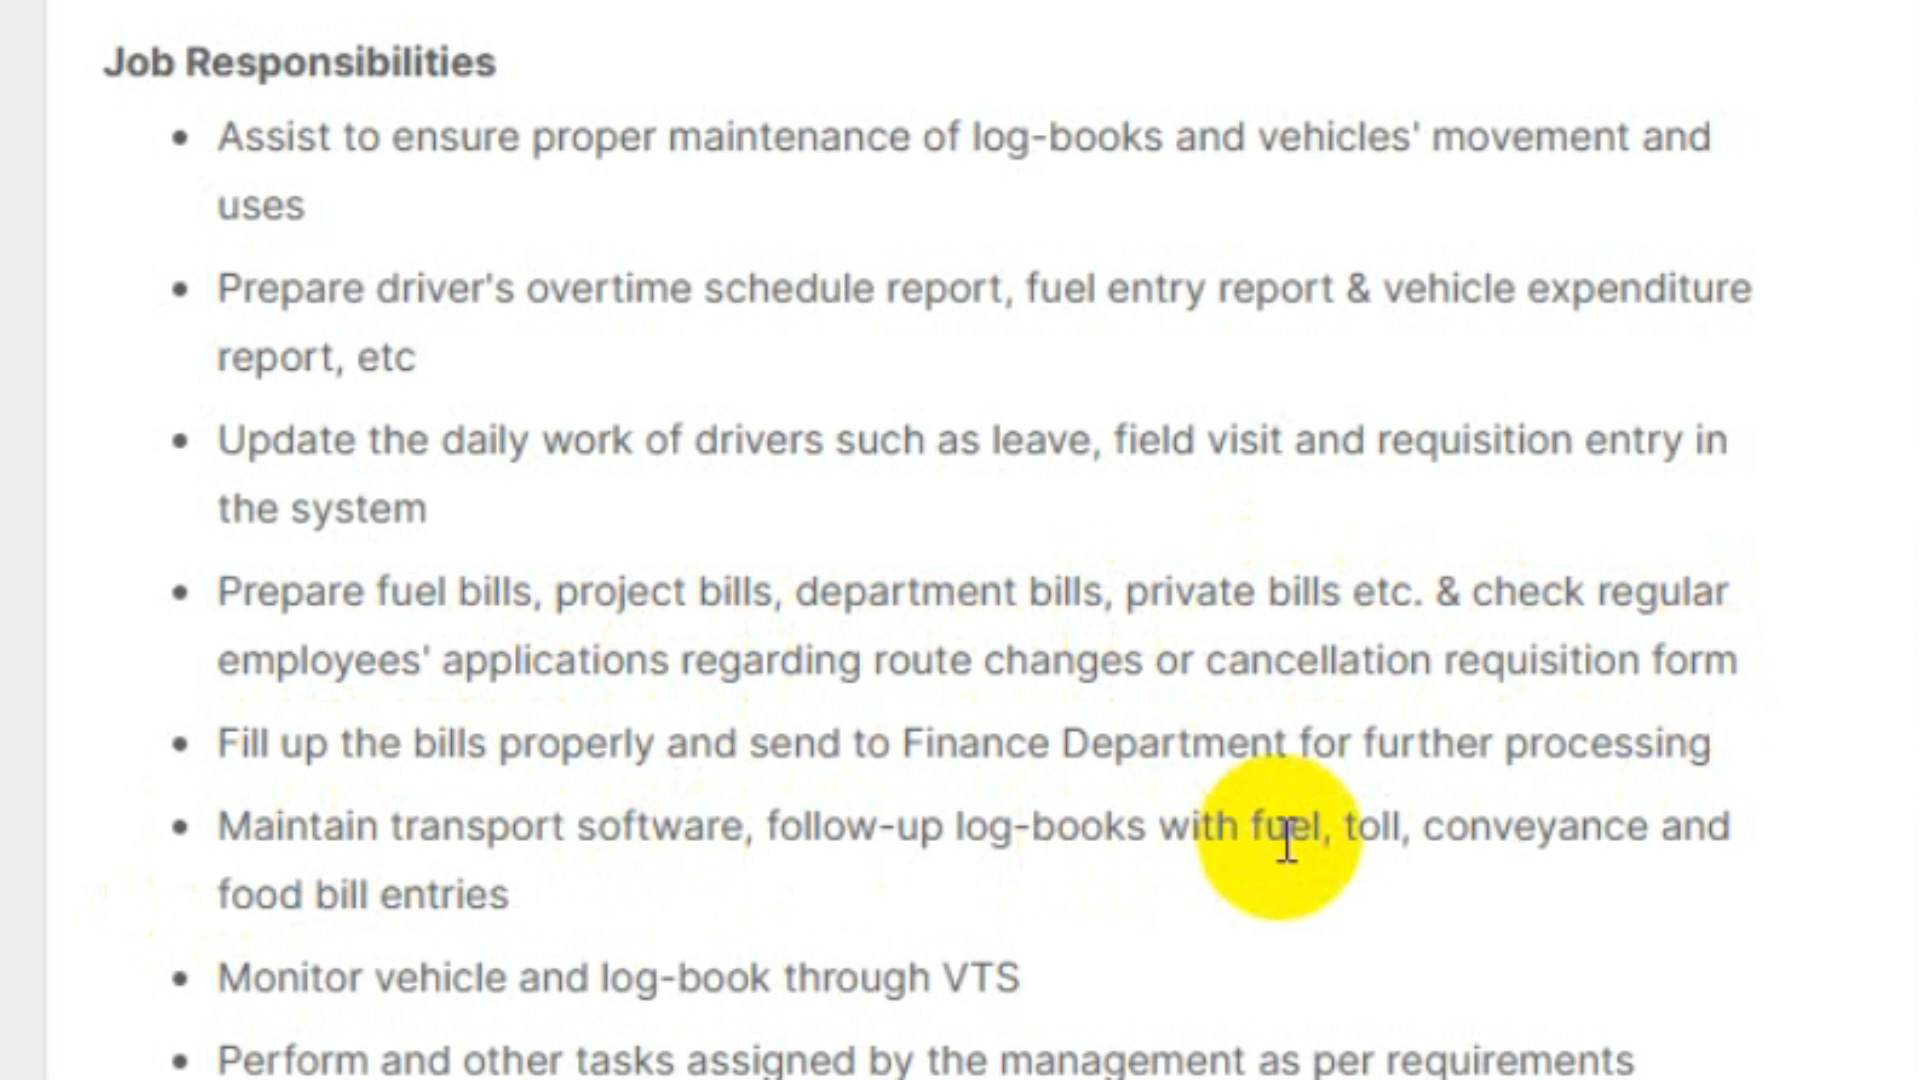 Job Responsibilities
• Assist to ensure proper maintenance of log-books and vehicles' movement and
uses
• Prepare driver's overtime schedule report, fuel entry report & vehicle expenditure
report, etc
• Update the daily work of drivers such as leave, field visit and requisition entry in
the system
• Prepare fuel bills, project bills, department bills, private bills etc. & check regular
employees' applications regarding route changes or cancellation requisition form
• Fill up the bills properly and send to Finance Department for further processing
• Maintain transport software, follow-up log-books with fuel, toll, conveyance and
food bill entries
• Monitor vehicle and log-book through VTS
• Perform and other tasks assigned by the management as per requirements